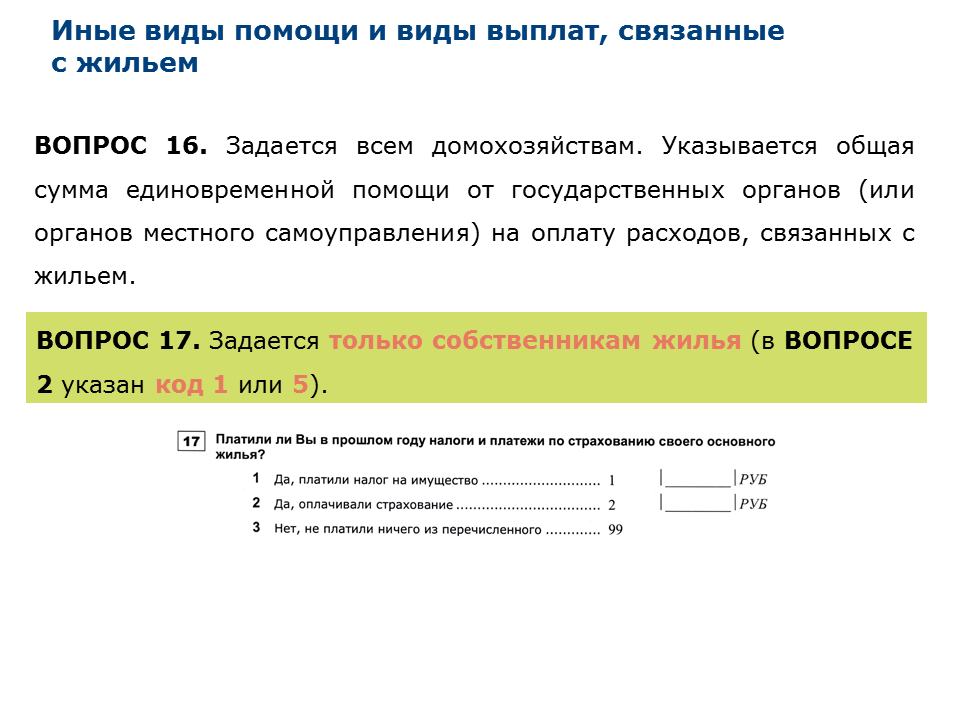 Иные виды помощи и виды выплат, связанные
с жильем
ВОПРОС 16. Задается всем домохозяйствам. Указывается общая
сумма единовременной помощи от государственных органов (или
органов местного самоуправления) на оплату расходов, связанных с
жильем.
ВОПРОС 17. Задается только собственникам жилья (в ВОПРОСЕ
2 указан код 1 или 5).
17 Платили ли Вы в прошлом году налоги и платежи по страхованию своего основного
жилья?
1 Да, платили налог на имущество ............................ 1 |_________| РУБ
2 Да, оплачивали страхование .................................. 2 |_________| РУБ
3 Нет, не платили ничего из перечисленного ............. 99